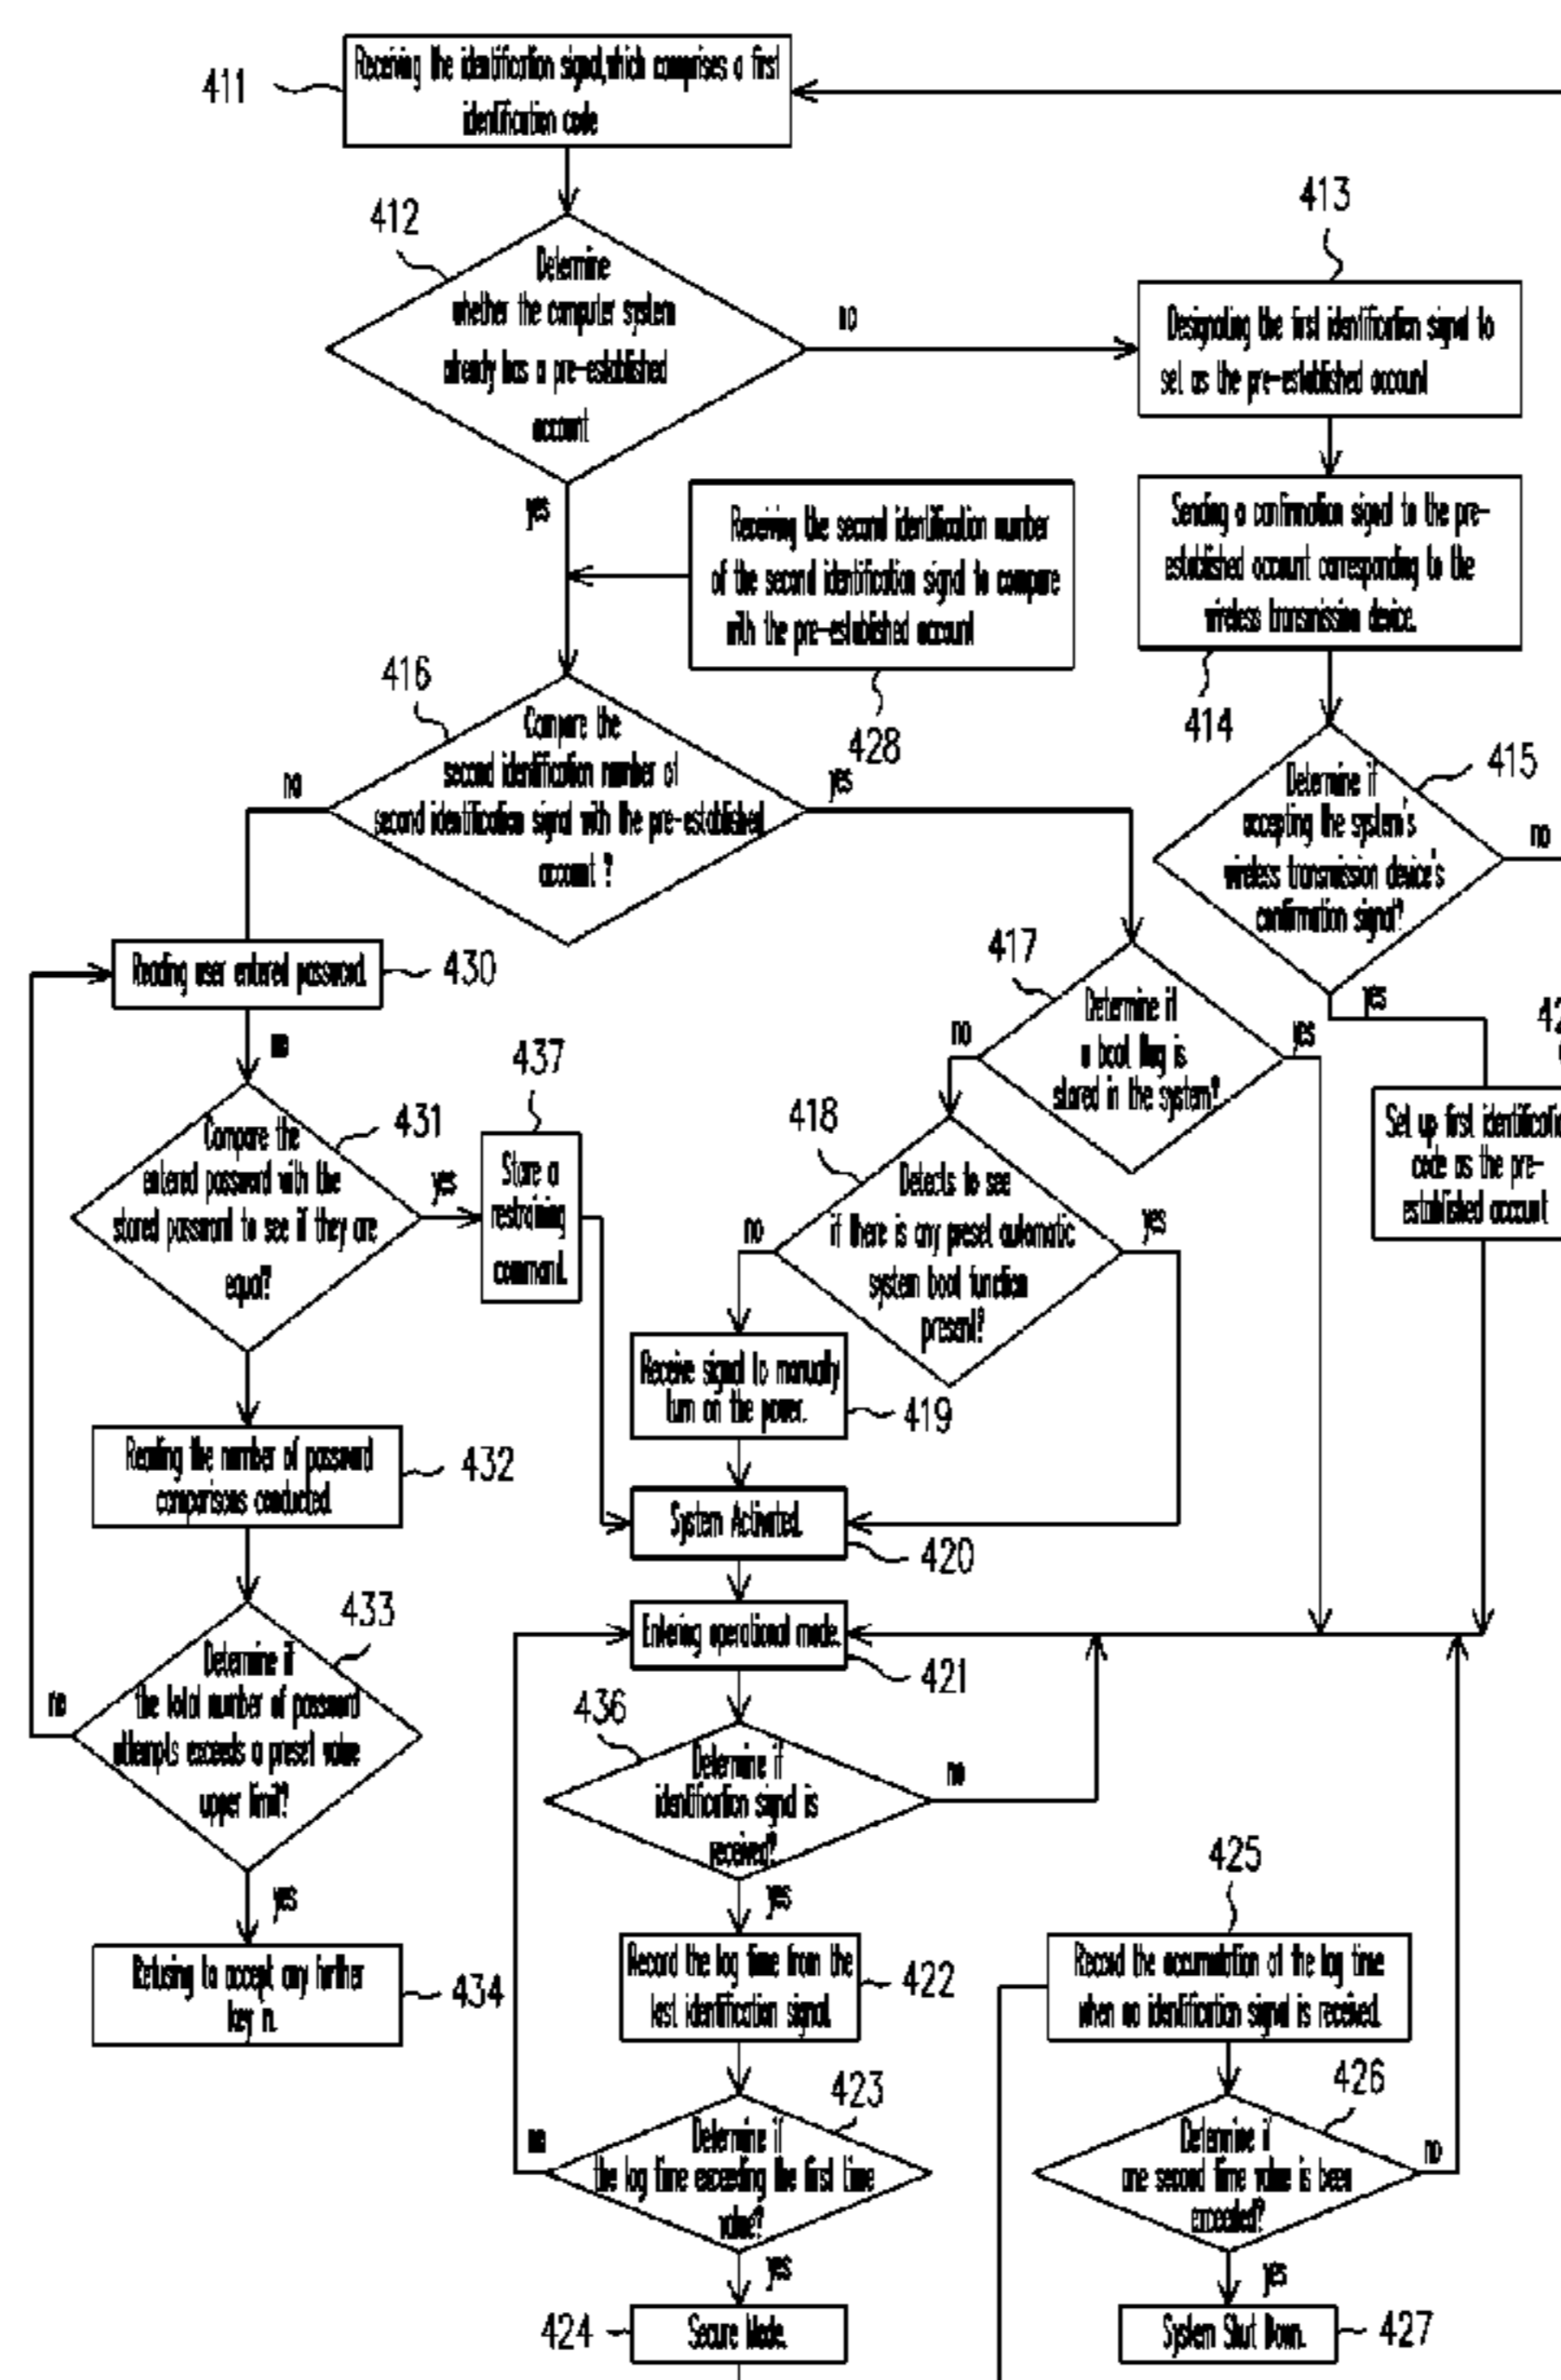 411
Receiving the identification signal,which comprises a first
identification code
412
Determine
whether the computer system
already has a pre-established
account
no
yes
413
Designating the first identification signal to
set as the pre-established account
Sending a confirmation signal to the pre-
established account corresponding to the
wireless transmission device.
414
Receiving the second identification number
of the second identification signal to compare
with the pre-established account
428
416
Compare the
second identification number of
second identification signal with the pre-established
account ?
no
yes
415
Determine if
accepting the system's
wireless transmission device's
confirmation signal?
no
yes
Reading user entered password.
430
no
417
Determine if
a boot flag is
stored in the system?
no
yes
Set up first
code as the pre-
established account
431
Compare the
entered password with the
stored password to see if they are
equal?
yes
437
Store a
restraining
command.
418
Detects to see
if there is any preset automatic
system boot function
present?
no
yes
Receive signal to manually
turn on the power.
419
Reading the number of password
comparisons conducted.
432
System Activated.
420
433
Determine if
the total number of password
attempts exceeds a preset value
upper limit?
no
yes
Entering operational mode.
421
436
Determine if
identification signal is
received?
no
yes
Refusing to accept any further
key in.
434
Record the log time from the
last identification signal.
422
425
Record the accumulation of the log time
when no identification signal is received.
423
Determine if
the log time exceeding the first time
value?
no
yes
426
Determine if
one second time value is been
exceeded?
no
yes
424
Secure Mode.
System Shut Down.
427